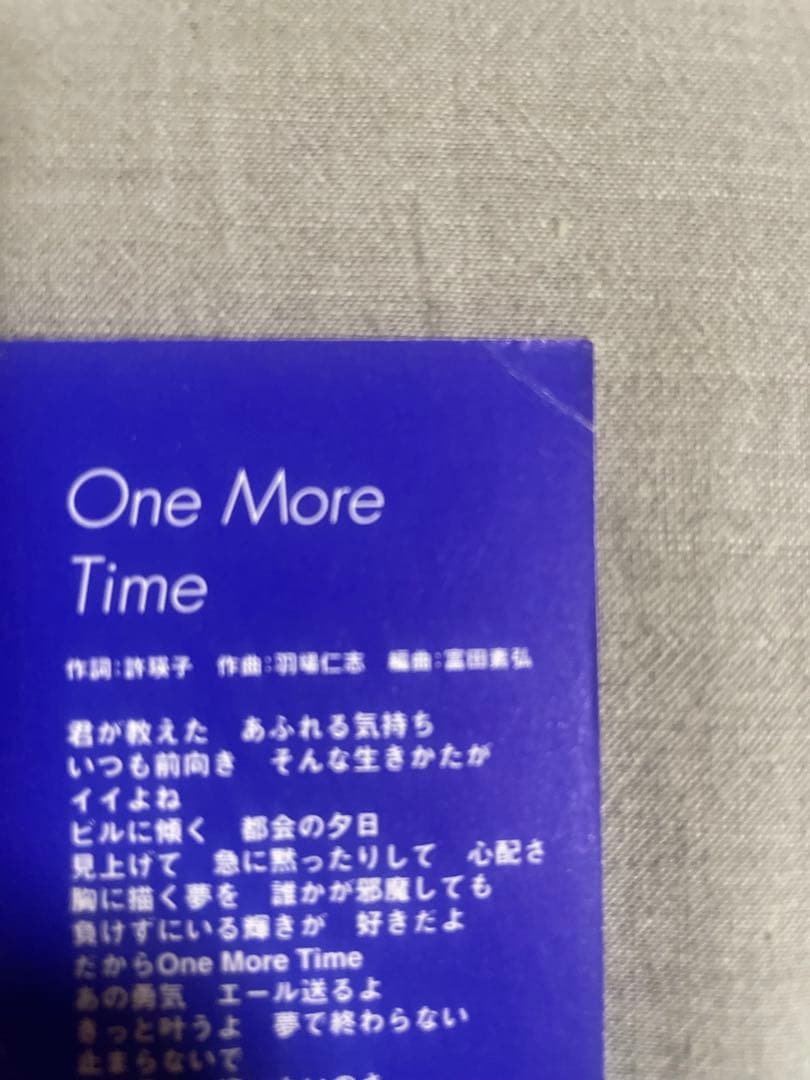 One More
Time
作詞:許瑛子 作曲:羽場仁志 編曲:富田素弘
君が教えた あふれる気持ち
いつも前向き そんな生きかたが
イイよね
ビルに傾く 都会の夕日
見上げて 急に黙ったりして 心配さ
胸に描く夢を 誰かが邪魔しても
負けずにいる輝きが 好きだよ
だからOne More Time
あの勇気 エール送るよ
きっと叶うよ 夢で終わらない
止まらないで